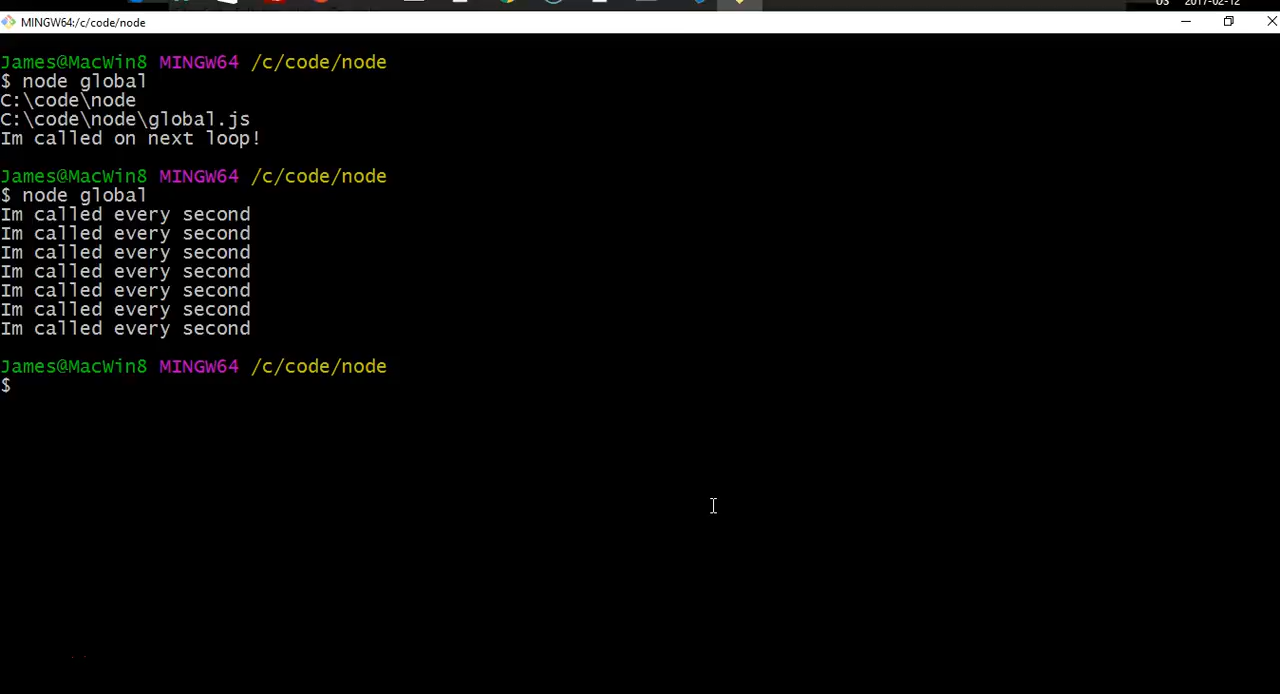 US 2017-02-12
MINGW64:/c/code/node
James@MacWin8 MINGW64 /c/code/node
$ node global
C:\code\node
C:\code\node\global.js
Im called on next loop!
James@MacWin8 MINGW64 /c/code/node
$ node global
Im called every second
Im called every second
Im called every second
Im called every second
Im called every second
Im called every second
Im called every second
James@MacWin8 MINGW64 /c/code/node
$